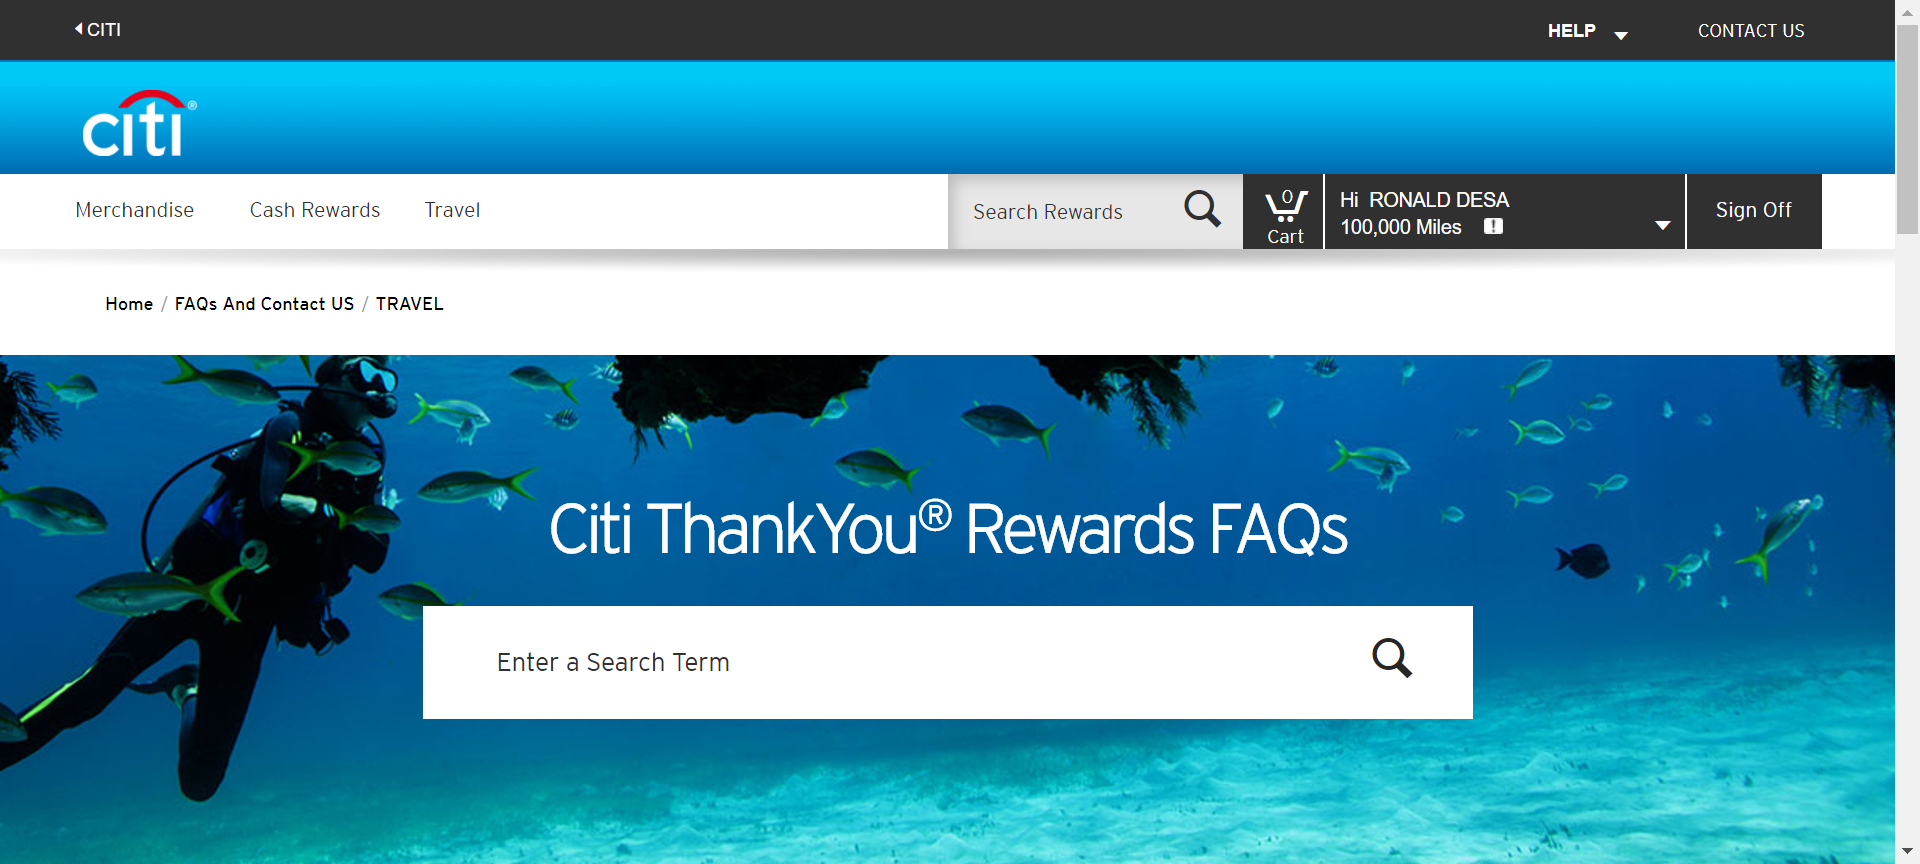 CITI
HELP
CONTACT US
citi®
Merchandise
Cash Rewards
Travel
Search Rewards
0
Cart
Hi RONALD DESA
100,000 Miles
Sign Off
Home / FAQs And Contact US / TRAVEL
Citi ThankYou® Rewards FAQs
Enter a Search Term